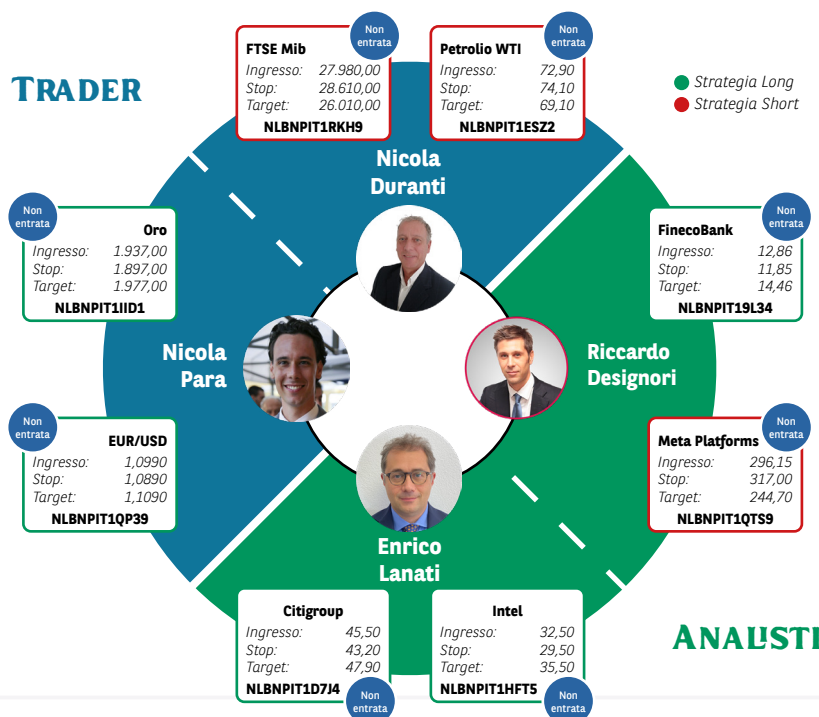 TRADER
Non
entrata
FTSE Mib
Ingresso: 27.980,00
Stop: 28.610,00
Target: 26.010,00
NLBNPIT1RKH9
Non
entrata
Petrolio WTI
Ingresso: 72,90
Stop: 74,10
Target: 69,10
NLBNPIT1ESZ2
Strategia Long
Strategia Short
Nicola
Duranti
Non
entrata
Oro
Ingresso: 1.937,00
Stop: 1.897,00
Target: 1.977,00
NLBNPIT1IID1
Non
entrata
FinecoBank
Ingresso: 12,86
Stop: 11,85
Target: 14,46
NLBNPIT19L34
Nicola
Para
Riccardo
Designori
Non
entrata
EUR/USD
Ingresso: 1,0990
Stop: 1,0890
Target: 1,1090
NLBNPIT1QP39
Non
entrata
Meta Platforms
Ingresso: 296,15
Stop: 317,00
Target: 244,70
NLBNPIT1QTS9
Enrico
Lanati
Citigroup
Ingresso: 45,50
Stop: 43,20
Target: 47,90
NLBNPIT1D7J4
Non
entrata
Intel
Ingresso: 32,50
Stop: 29,50
Target: 35,50
NLBNPIT1HFT5
Non
entrata
ANALISTI